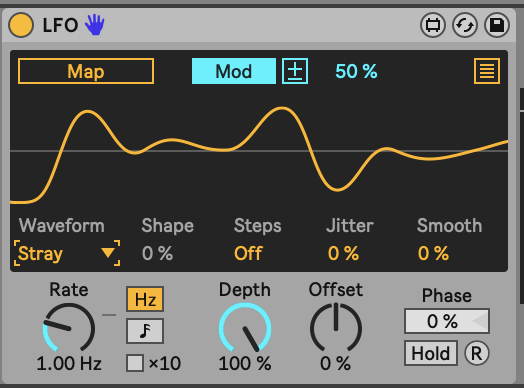 LFO
Map Mod ± 50 %
Waveform Shape Steps Jitter Smooth
Stray 0 % Off 0 % 0 %
Rate Depth Offset Phase
Hz
0 %
1.00 Hz ×10 100 % 0 % Hold R